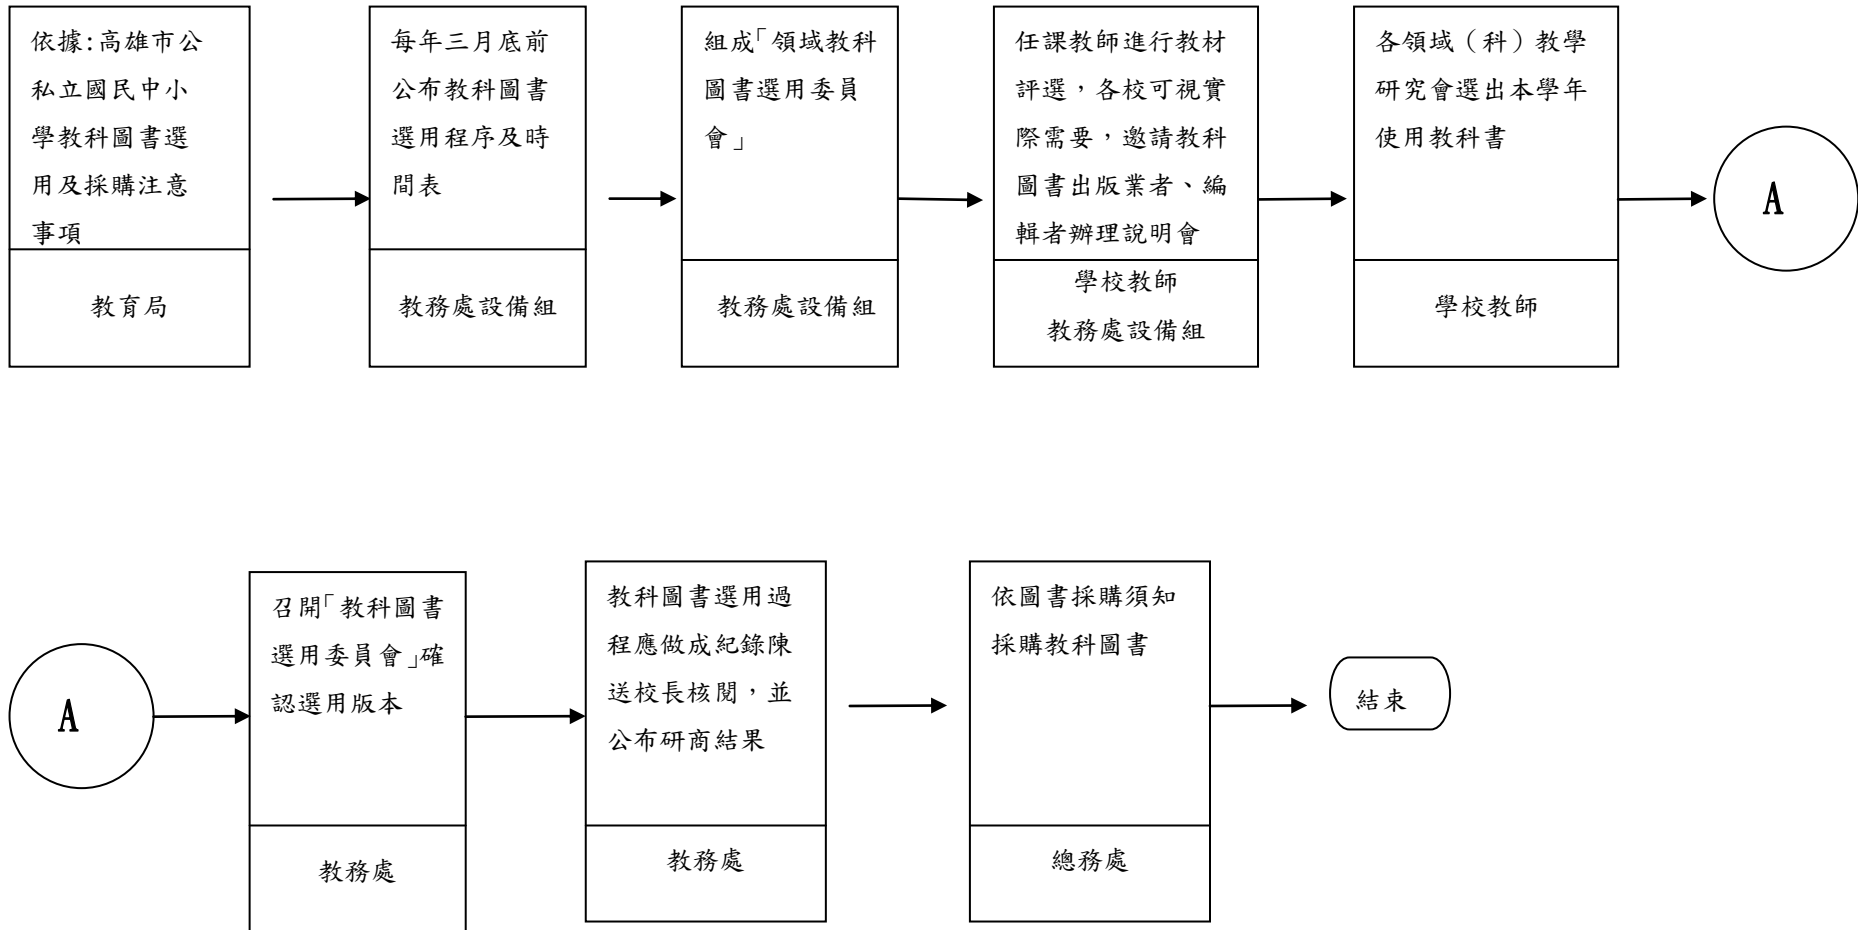 依據:高雄市公
私立國民中小
學教科圖書選
用及採購注意
事項
教育局
每年三月底前
公布教科圖書
選用程序及時
間表
教務處設備組
組成「領域教科
圖書選用委員
會」
教務處設備組
任課教師進行教材
評選，各校可視實
際需要，邀請教科
圖書出版業者、編
輯者辦理說明會
學校教師
教務處設備組
各領域（科）教學
研究會選出本學年
使用教科書
學校教師
A
A
召開「教科圖書
選用委員會」確
認選用版本
教務處
教科圖書選用過
程應做成紀錄陳
送校長核閱，並
公布研商結果
教務處
依圖書採購須知
採購教科圖書
總務處
結束